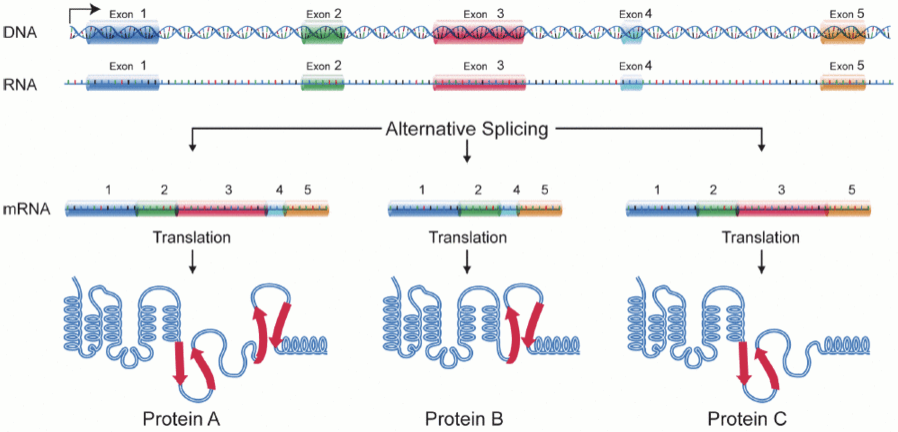 Exon 1 Exon 2 Exon 3 Exon 4 Exon 5
DNA
Exon 1 Exon 2 Exon 3 Exon 4 Exon 5
RNA
Alternative Splicing
1 2 3 4 5 1 2 4 5 1 2 3 5
mRNA
Translation Translation Translation
Protein A Protein B Protein C